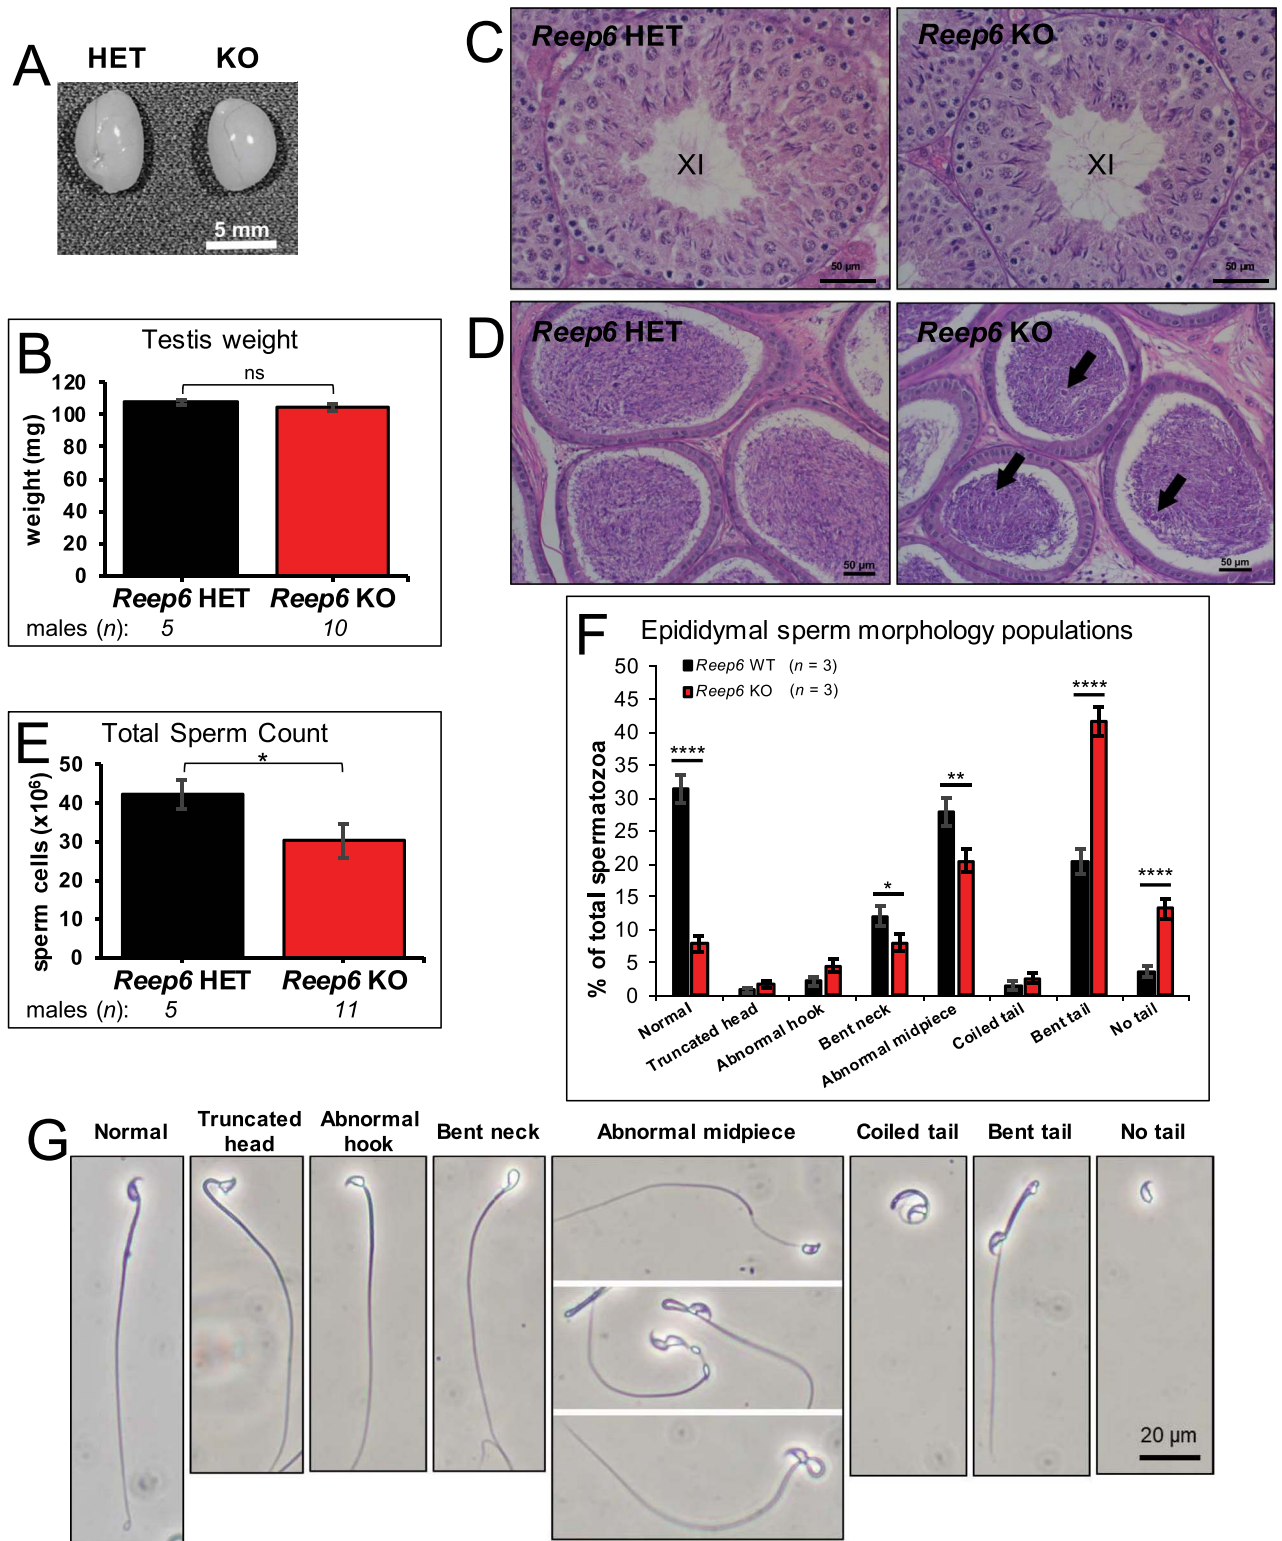 A
HET KO
5 mm
B
Testis weight
ns
weight (mg)
120
100
80
60
40
20
0
Reep6 HET Reep6 KO
males (n): 5 10
C
Reep6 HET
XI
50 µm
Reep6 KO
XI
50 µm
D
Reep6 HET
50 µm
Reep6 KO
50 µm
E
Total Sperm Count
*
sperm cells (x10⁶)
50
40
30
20
10
0
Reep6 HET Reep6 KO
males (n): 5 11
F
Epididymal sperm morphology populations
Reep6 WT (n = 3)
Reep6 KO (n = 3)
% of total spermatozoa
50
45
40
35
30
25
20
15
10
5
0
****
*
**
****
****
Normal
Truncated head
Abnormal hook
Bent neck
Abnormal midpiece
Coiled tail
Bent tail
No tail
G
Normal
Truncated
head
Abnormal
hook
Bent neck
Abnormal midpiece
Coiled tail
Bent tail
No tail
20 µm